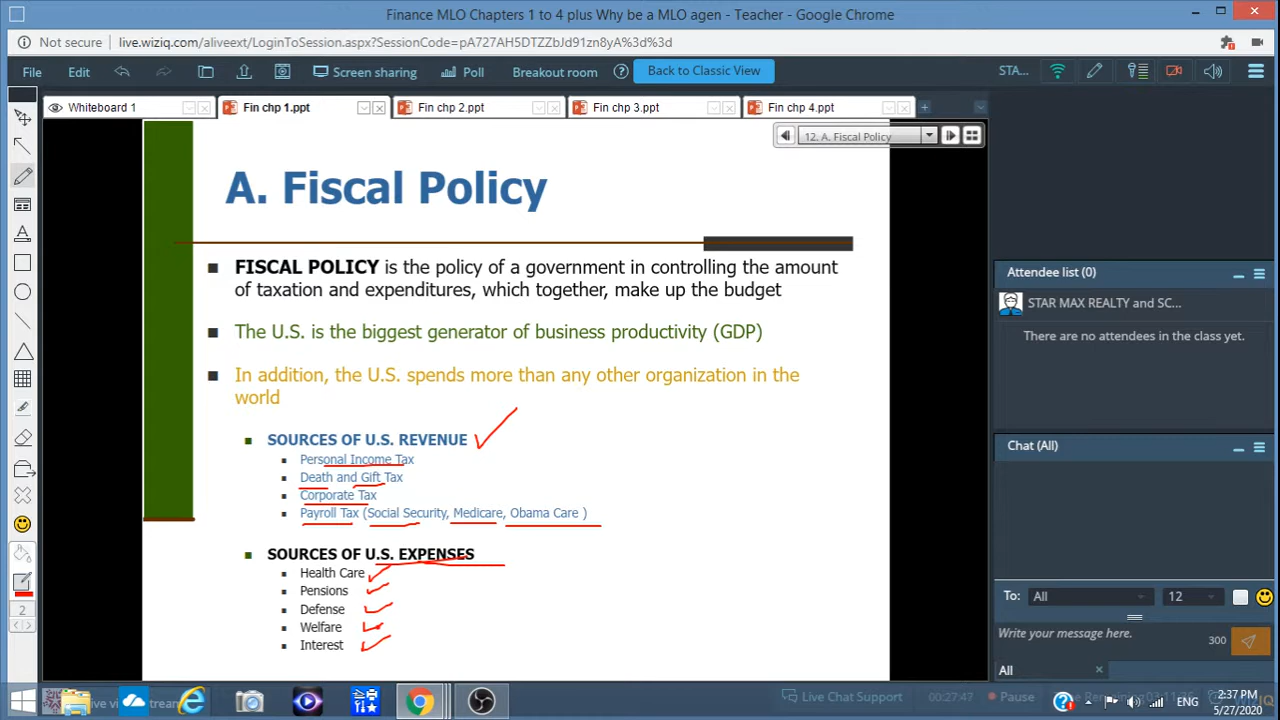 Finance MLO Chapters 1 to 4 plus Why be a MLO agen - Teacher - Google Chrome
Not secure | live.wiziq.com/aliveext/LoginToSession.aspx?SessionCode=pA727AH5DTZZbJd91zn8yA%3d%3d
File Edit Screen sharing Poll Breakout room ? Back to Classic View STA...
Whiteboard 1 Fin chp 1.ppt Fin chp 2.ppt Fin chp 3.ppt Fin chp 4.ppt
12. A. Fiscal Policy
A. Fiscal Policy
FISCAL POLICY is the policy of a government in controlling the amount
of taxation and expenditures, which together, make up the budget
The U.S. is the biggest generator of business productivity (GDP)
In addition, the U.S. spends more than any other organization in the
world
SOURCES OF U.S. REVENUE
Personal Income Tax
Death and Gift Tax
Corporate Tax
Payroll Tax (Social Security, Medicare, Obama Care )
SOURCES OF U.S. EXPENSES
Health Care
Pensions
Defense
Welfare
Interest
2
Attendee list (0)
STAR MAX REALTY and SC...
There are no attendees in the class yet.
Chat (All)
To: All 12
Write your message here. 300
All
Live Chat Support 00:27:47 Pause
ENG
2:37 PM
5/27/2020